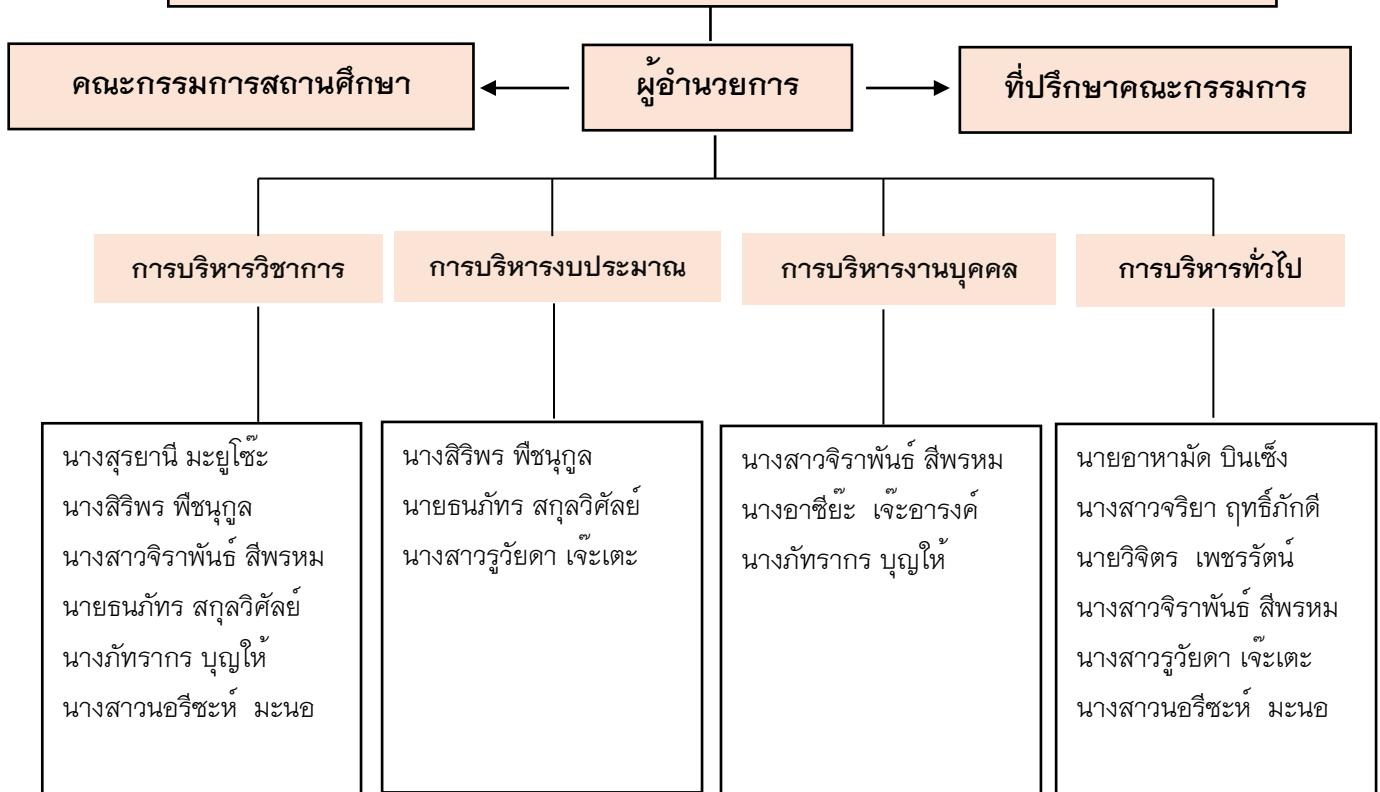 คณะกรรมการสถานศึกษา
ผู้อำนวยการ
ที่ปรึกษาคณะกรรมการ
การบริหารวิชาการ
การบริหารงบประมาณ
การบริหารงานบุคคล
การบริหารทั่วไป
นางสุรยานี มะยูโซ๊ะ
นางสิริพร พืชนุกูล
นางสาวจิราพันธ์ สีพรหม
นายธนภัทร สกุลวิศัลย์
นางภัทรากร บุญให้
นางสาวนอรีซะห์ มะนอ
นางสิริพร พืชนุกูล
นายธนภัทร สกุลวิศัลย์
นางสาวรูวัยดา เจ๊ะเตะ
นางสาวจิราพันธ์ สีพรหม
นางอาซีย๊ะ เจ๊ะอารงค์
นางภัทรากร บุญให้
นายอาหามัด บินเซ็ง
นางสาวจริยา ฤทธิ์ภักดี
นายวิจิตร เพชรรัตน์
นางสาวจิราพันธ์ สีพรหม
นางสาวรูวัยดา เจ๊ะเตะ
นางสาวนอรีซะห์ มะนอ